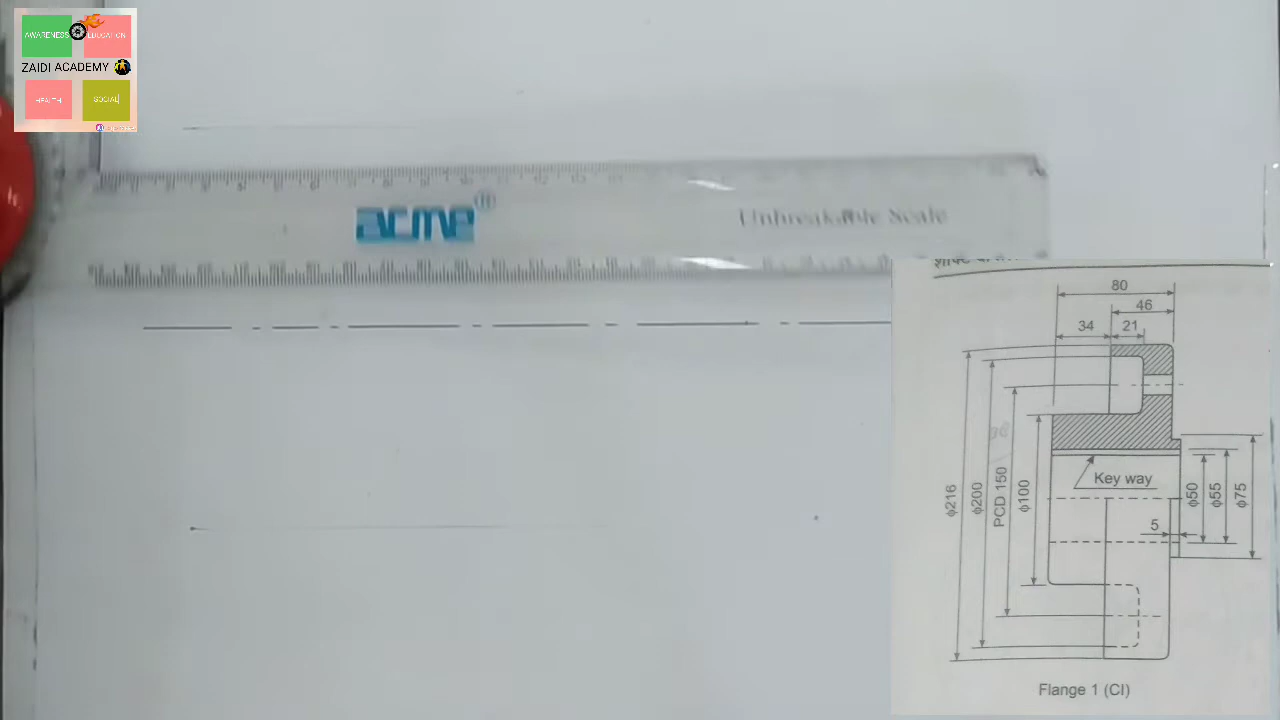 AWARENESS EDUCATION
ZAIDI ACADEMY
HEALTH SOCIAL
acme®
Unbreakable Scale
80
46
34 21
ϕ216
ϕ200
PCD 150
ϕ100
Key way
5
ϕ50
ϕ55
ϕ75
Flange 1 (CI)